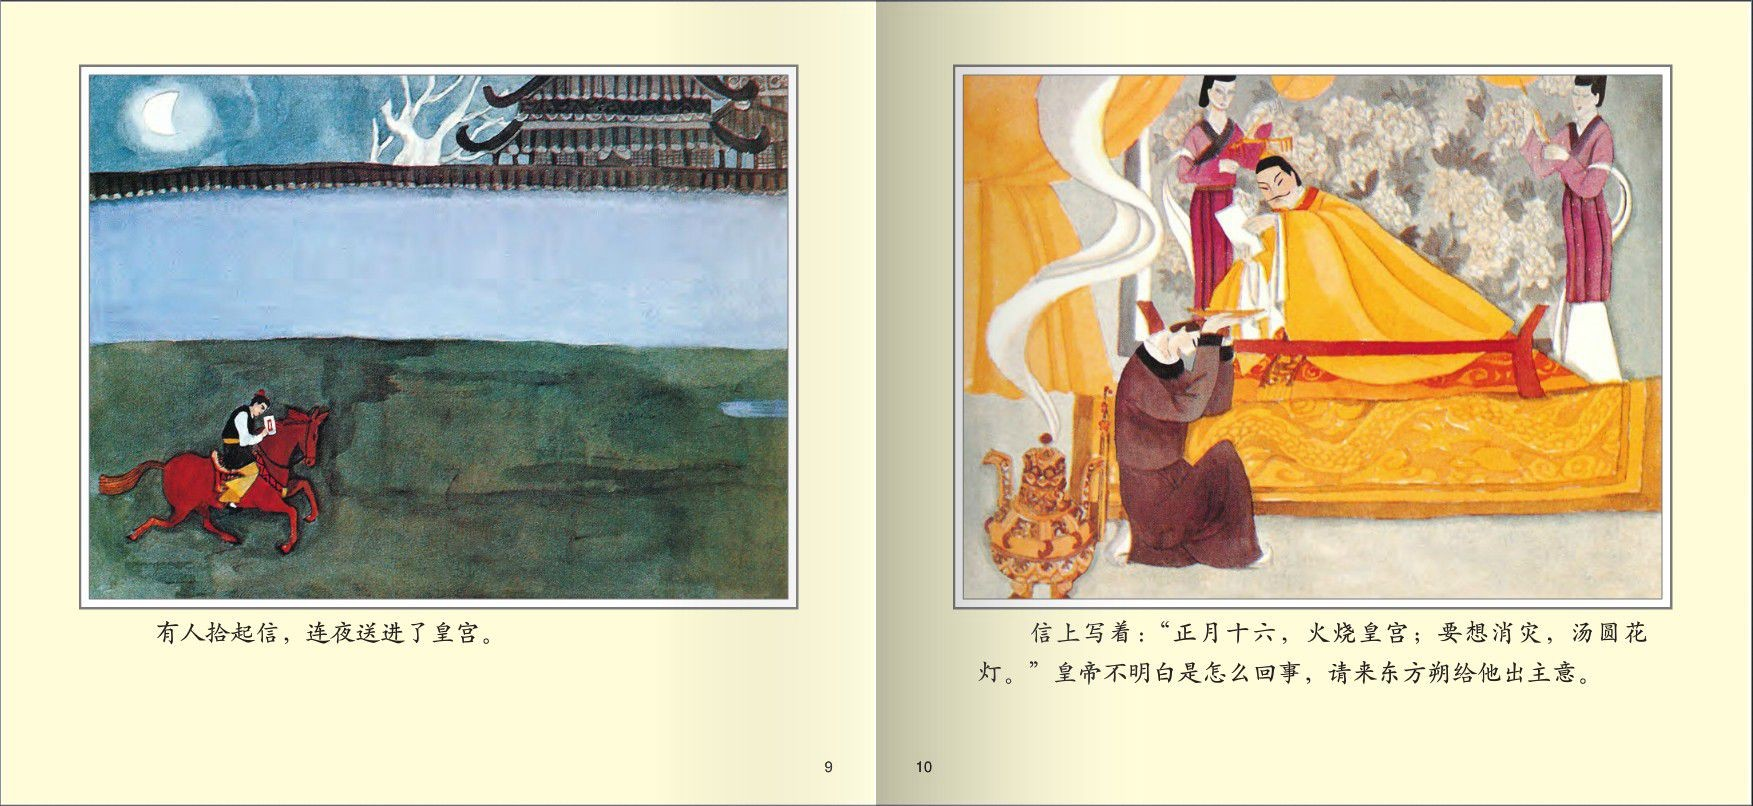 有人拾起信，连夜送进了皇宫。
9
信上写着：“正月十六，火烧皇宫；要想消灾，汤圆花
灯。”皇帝不明白是怎么回事，请来东方朔给他出主意。
10